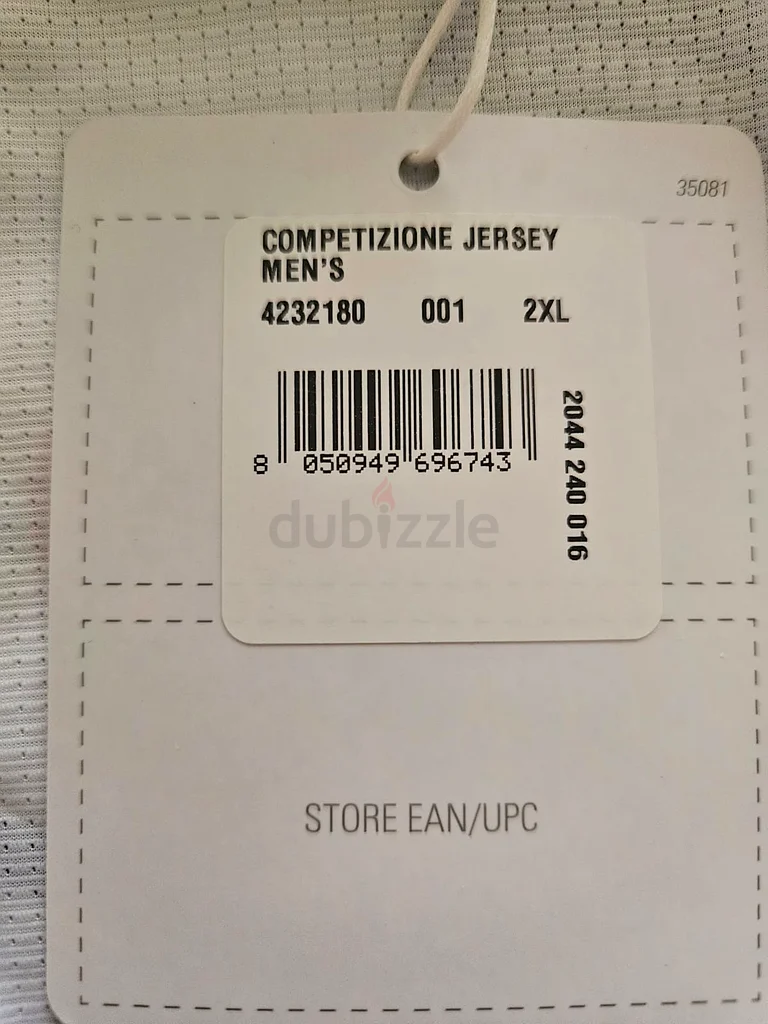 35081
COMPETIZIONE JERSEY
MEN'S
4232180 001 2XL
2044 240 016
8 050949 696743
dubizzle
STORE EAN/UPC